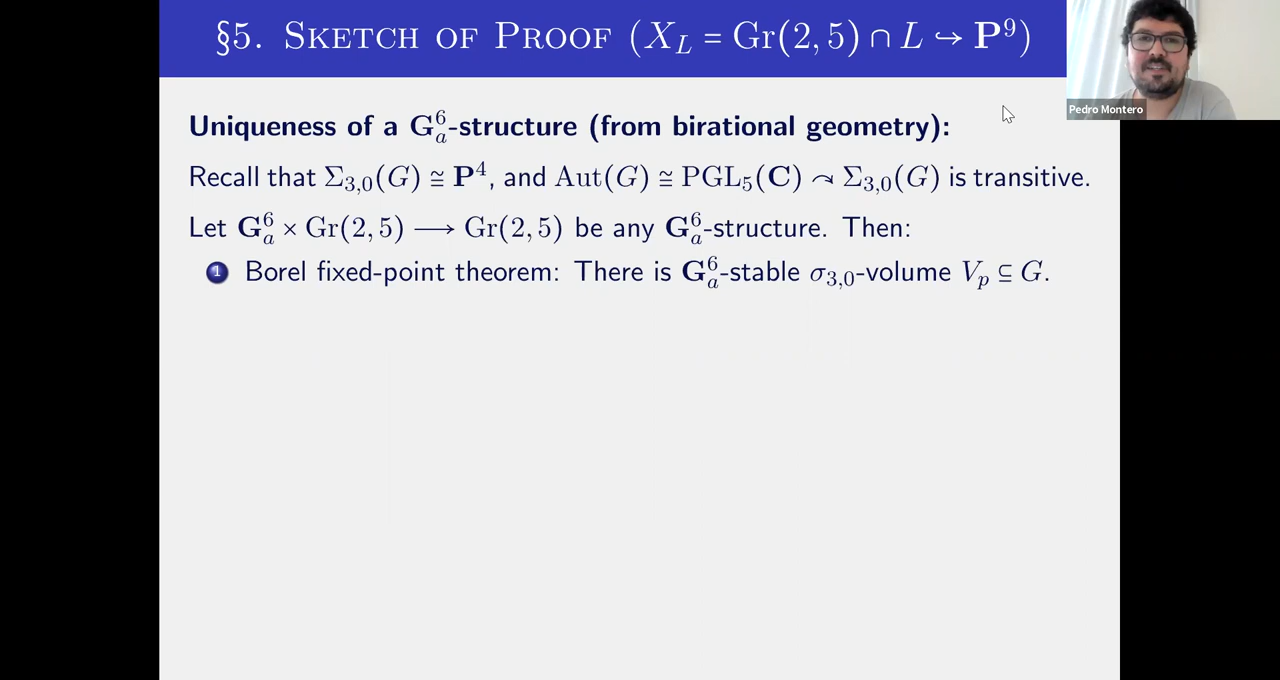 §5. Sketch of Proof (X_L = Gr(2, 5) ∩ L ↪ P⁹)
Pedro Montero
Uniqueness of a G_a^6-structure (from birational geometry):
Recall that Σ_{3,0}(G) ≅ P⁴, and Aut(G) ≅ PGL₅(C) ↷ Σ_{3,0}(G) is transitive.
Let G_a^6 × Gr(2, 5) ⟶ Gr(2, 5) be any G_a^6-structure. Then:
1 Borel fixed-point theorem: There is G_a^6-stable σ_{3,0}-volume V_p ⊆ G.